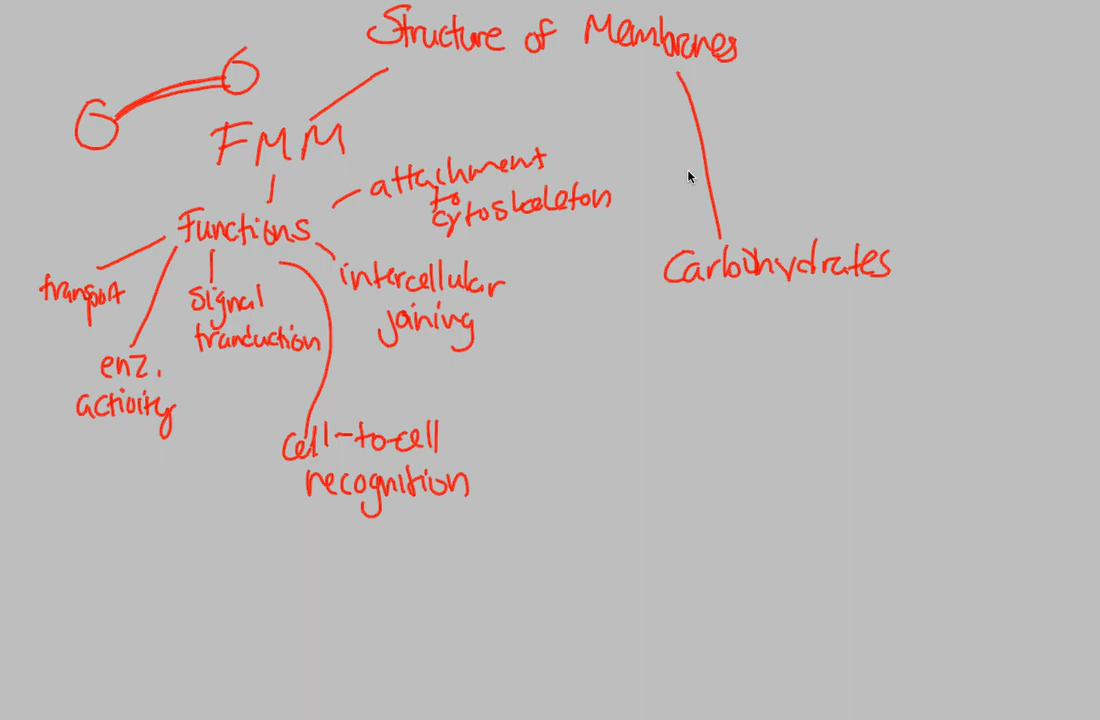 Structure of Membranes
FMM
attachment
to
cytoskeleton
Functions
Carbohydrates
transport
signal
tranduction
intercellular
joining
enz.
activity
cell-to-cell
recognition